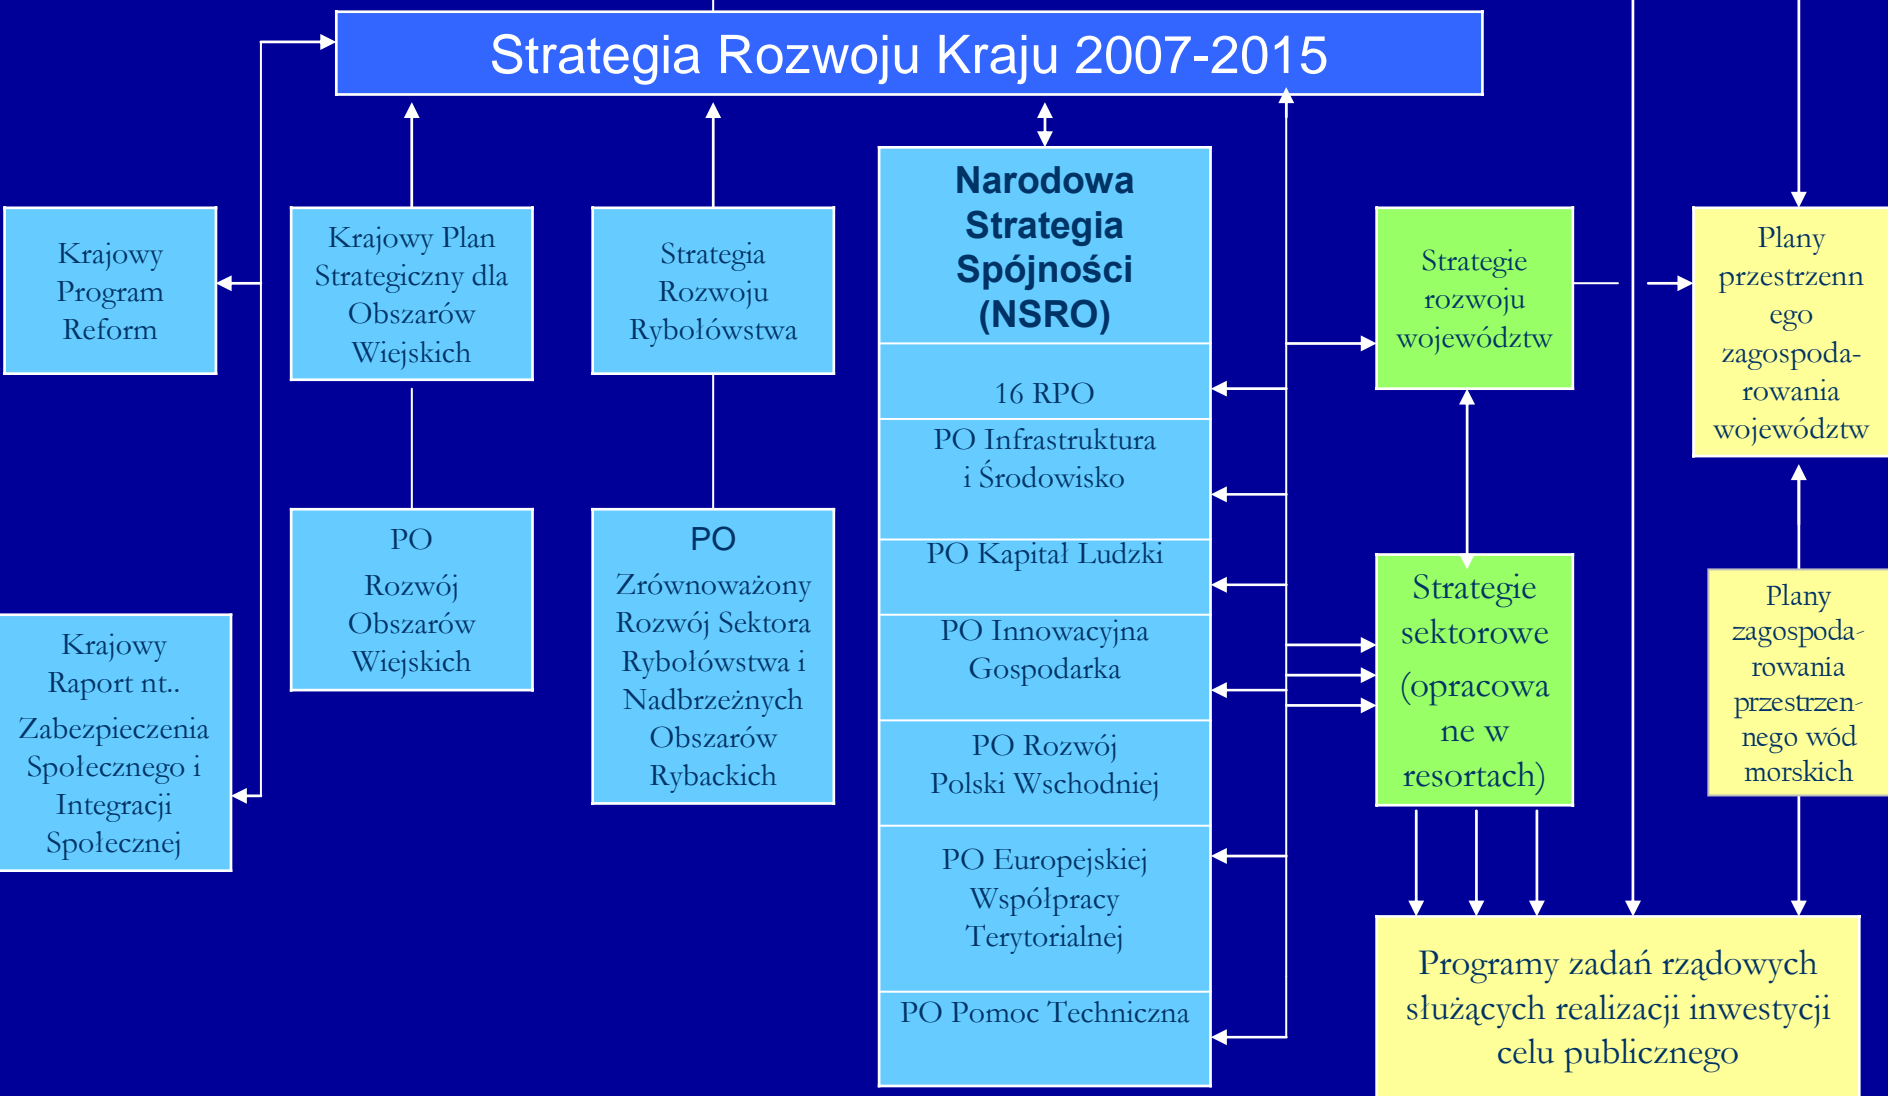 Strategia Rozwoju Kraju 2007-2015
Krajowy
Program
Reform
Krajowy Plan
Strategiczny dla
Obszarów
Wiejskich
Strategia
Rozwoju
Rybołówstwa
Narodowa
Strategia
Spójności
(NSRO)
16 RPO
PO Infrastruktura
i Środowisko
PO Kapitał Ludzki
PO Innowacyjna
Gospodarka
PO Rozwój
Polski Wschodniej
PO Europejskiej
Współpracy
Terytorialnej
PO Pomoc Techniczna
Strategie
rozwoju
województw
Plany
przestrzenn
ego
zagospoda-
rowania
województw
Krajowy
Raport nt..
Zabezpieczenia
Społecznego i
Integracji
Społecznej
PO
Rozwój
Obszarów
Wiejskich
PO
Zrównoważony
Rozwój Sektora
Rybołówstwa i
Nadbrzeżnych
Obszarów
Rybackich
Strategie
sektorowe
(opracowa
ne w
resortach)
Plany
zagospoda-
rowania
przestrzen-
nego wód
morskich
Programy zadań rządowych
służących realizacji inwestycji
celu publicznego